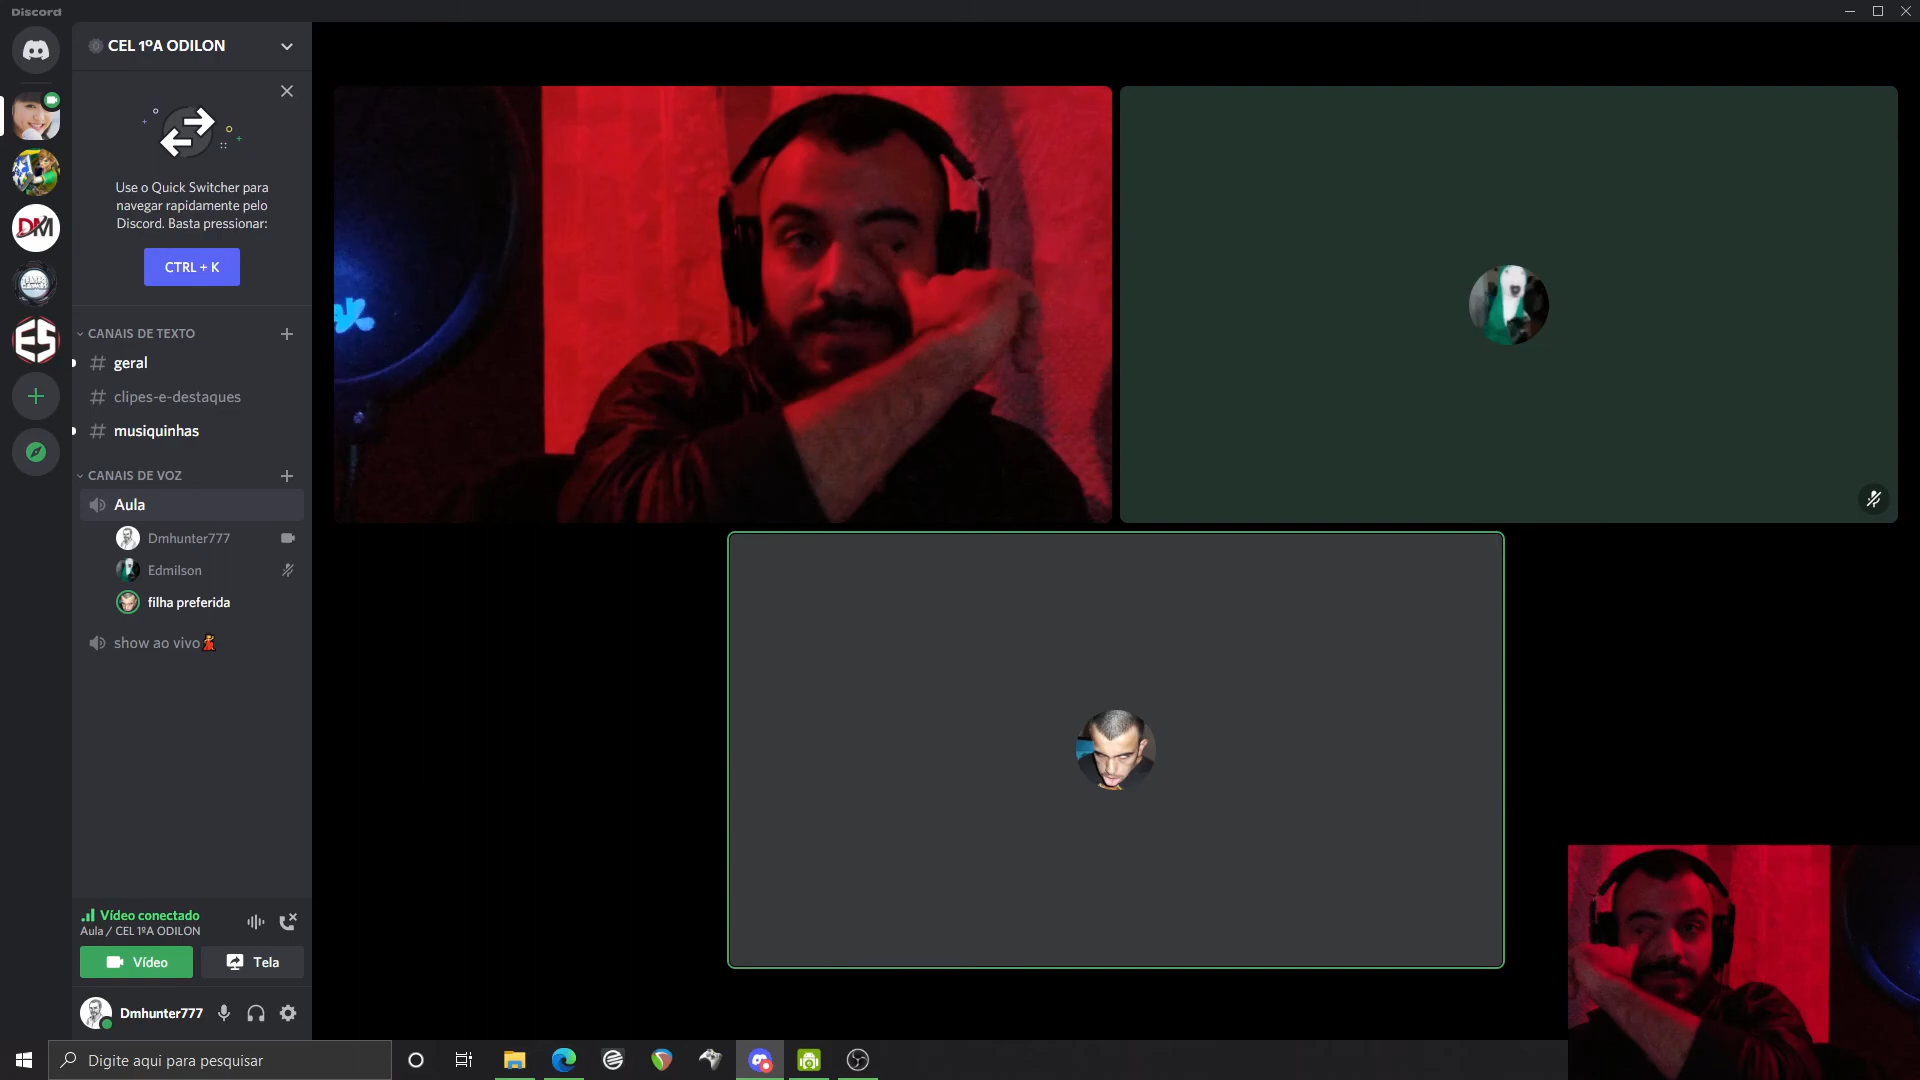 Discord
CEL 1ºA ODILON
Use o Quick Switcher para
navegar rapidamente pelo
Discord. Basta pressionar:
CTRL + K
DM
ES
CANAIS DE TEXTO
geral
clipes-e-destaques
musiquinhas
CANAIS DE VOZ
Aula
Dmhunter777
Edmilson
filha preferida
show ao vivo💃
Vídeo conectado
Aula / CEL 1ºA ODILON
Vídeo
Tela
Dmhunter777
Digite aqui para pesquisar